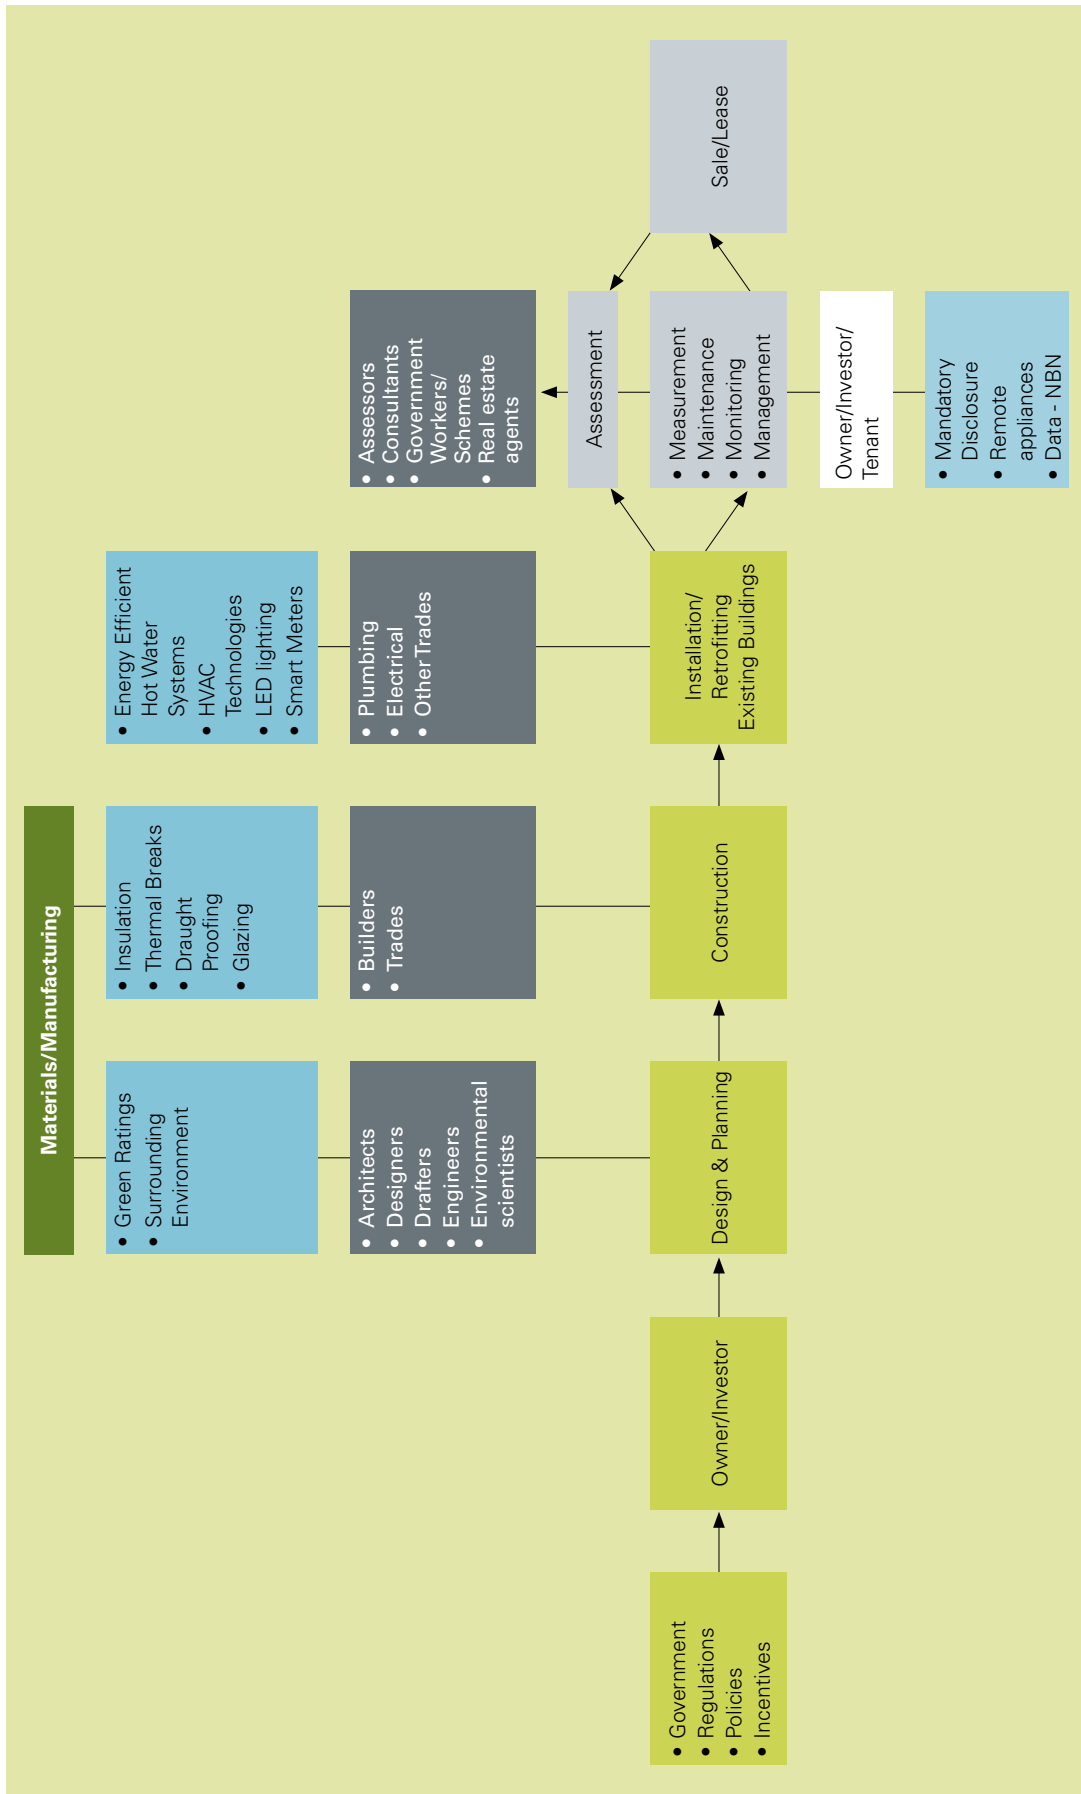 Materials/Manufacturing
• Green Ratings
• Surrounding
Environment
• Insulation
• Thermal Breaks
• Draught
Proofing
• Glazing
• Energy Efficient
Hot Water
Systems
• HVAC
Technologies
• LED lighting
• Smart Meters
• Architects
• Designers
• Drafters
• Engineers
• Environmental
scientists
• Builders
• Trades
• Plumbing
• Electrical
• Other Trades
• Assessors
• Consultants
• Government
Workers/
Schemes
• Real estate
agents
Assessment
• Government
• Regulations
• Policies
• Incentives
Owner/Investor
Design & Planning
Construction
Installation/
Retrofitting
Existing Buildings
• Measurement
• Maintenance
• Monitoring
• Management
Sale/Lease
Owner/Investor/
Tenant
• Mandatory
Disclosure
• Remote
appliances
• Data - NBN